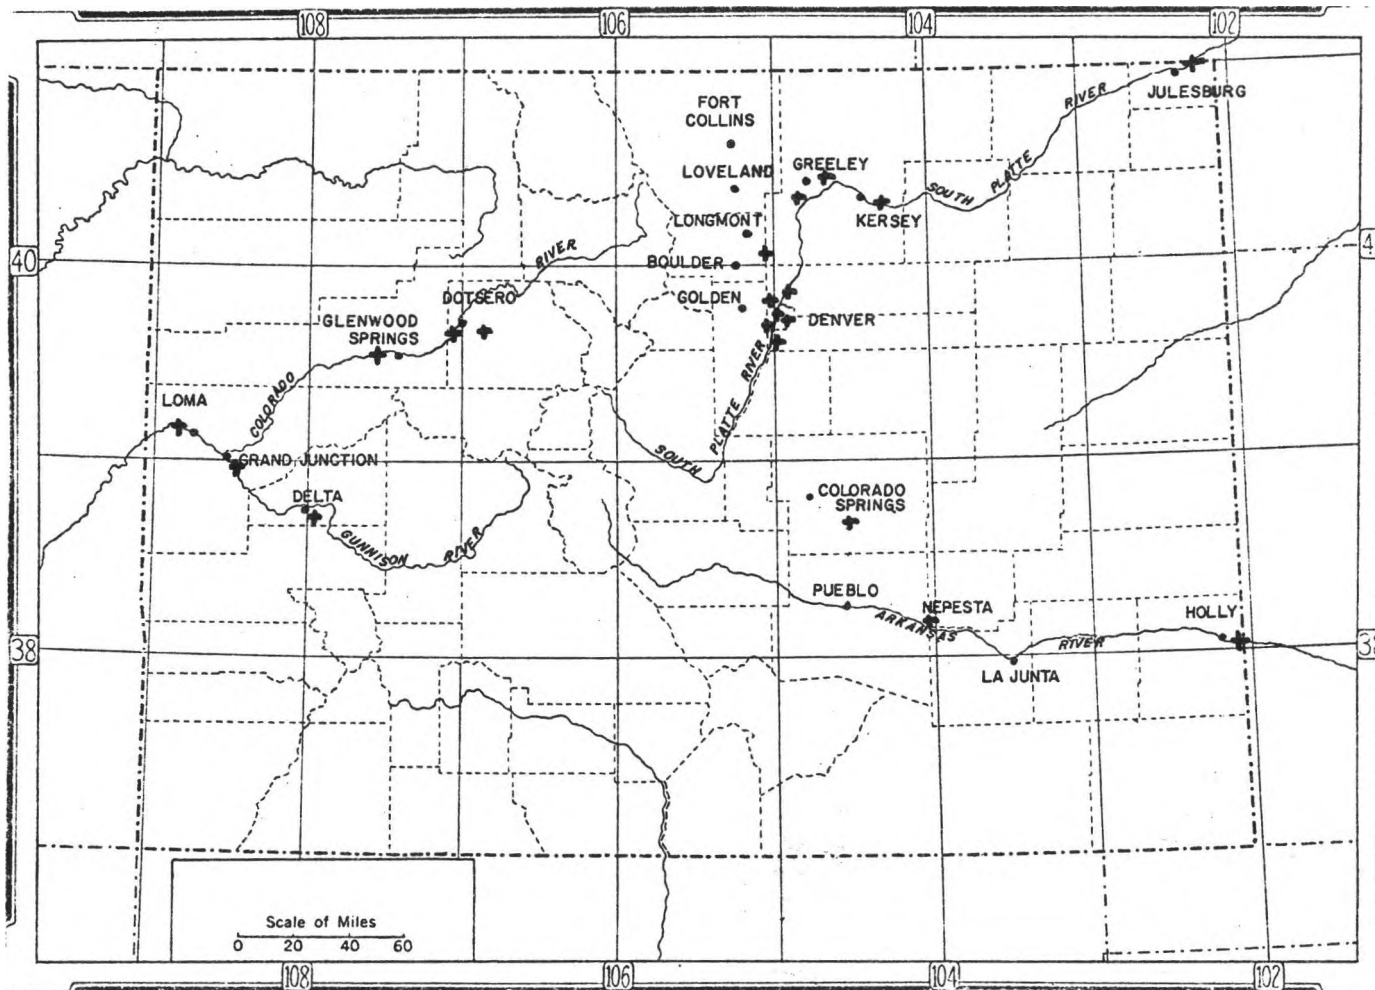 108
106
104
102
JULESBURG
RIVER
PLATTE
SOUTH
FORT
COLLINS
LOVELAND
GREELEY
KERSEY
LONGMONT
BOULDER
GOLDEN
DENVER
PLATTE RIVER
SOUTH
40
4
RIVER
DOTSERO
GLENWOOD
SPRINGS
COLORADO
LOMA
GRAND JUNCTION
DELTA
GUNNISON RIVER
COLORADO
SPRINGS
PUEBLO
NEPESTA
ARKANSAS
RIVER
HOLLY
LA JUNTA
38
38
Scale of Miles
0 20 40 60
108
106
104
102